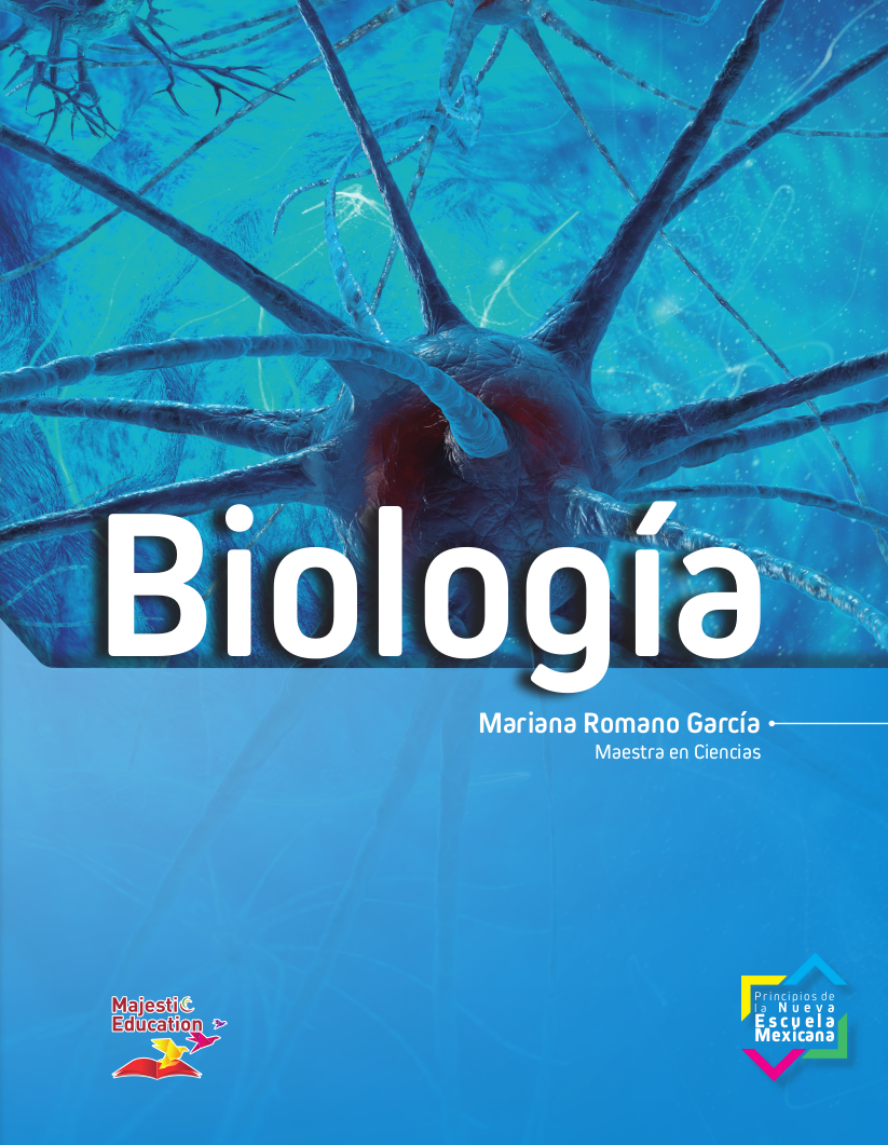 Biología
Mariana Romano García
Maestra en Ciencias
Majestic
Education
Principios de
la Nueva
Escuela
Mexicana